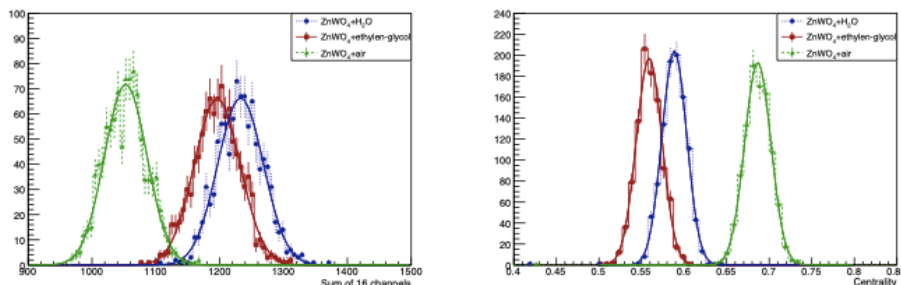 100
90
80
70
60
50
40
30
20
10
0
900 1000 1100 1200 1300 1400 1500
Sum of 16 channels
ZnWO₄+H₂O
ZnWO₄+ethylen-glycol
ZnWO₄+air
240
220
200
180
160
140
120
100
80
60
40
20
0
0.4 0.45 0.5 0.55 0.6 0.65 0.7 0.75 0.8 0.8
Centrality
ZnWO₄+H₂O
ZnWO₄+ethylen-glycol
ZnWO₄+air